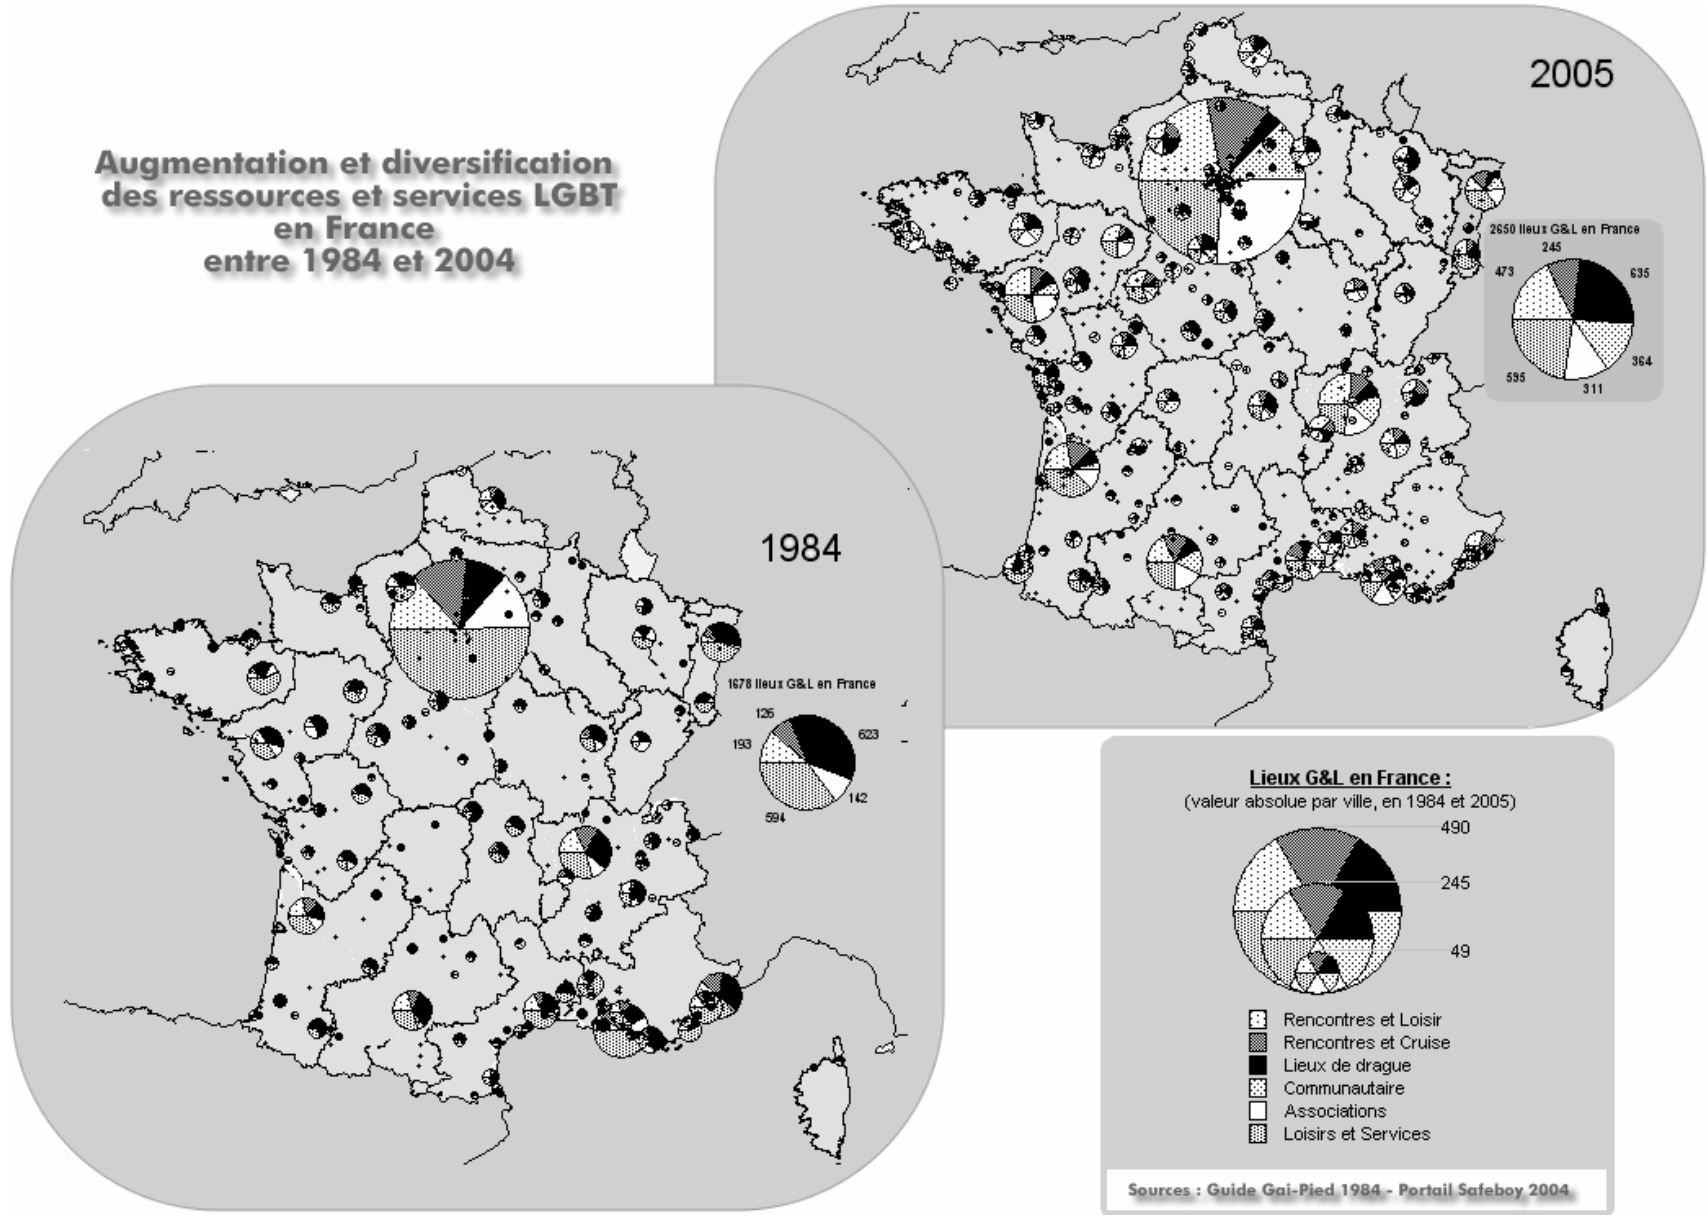 Augmentation et diversification
des ressources et services LGBT
en France
entre 1984 et 2004
2005
2650 lieux G&L en France
245
473
635
595
364
311
1984
1678 lieux G&L en France
126
193
623
142
594
Lieux G&L en France :
(valeur absolue par ville, en 1984 et 2005)
490
245
49
Rencontres et Loisir
Rencontres et Cruise
Lieux de drague
Communautaire
Associations
Loisirs et Services
Sources : Guide Gai-Pied 1984 - Portail Safeboy 2004